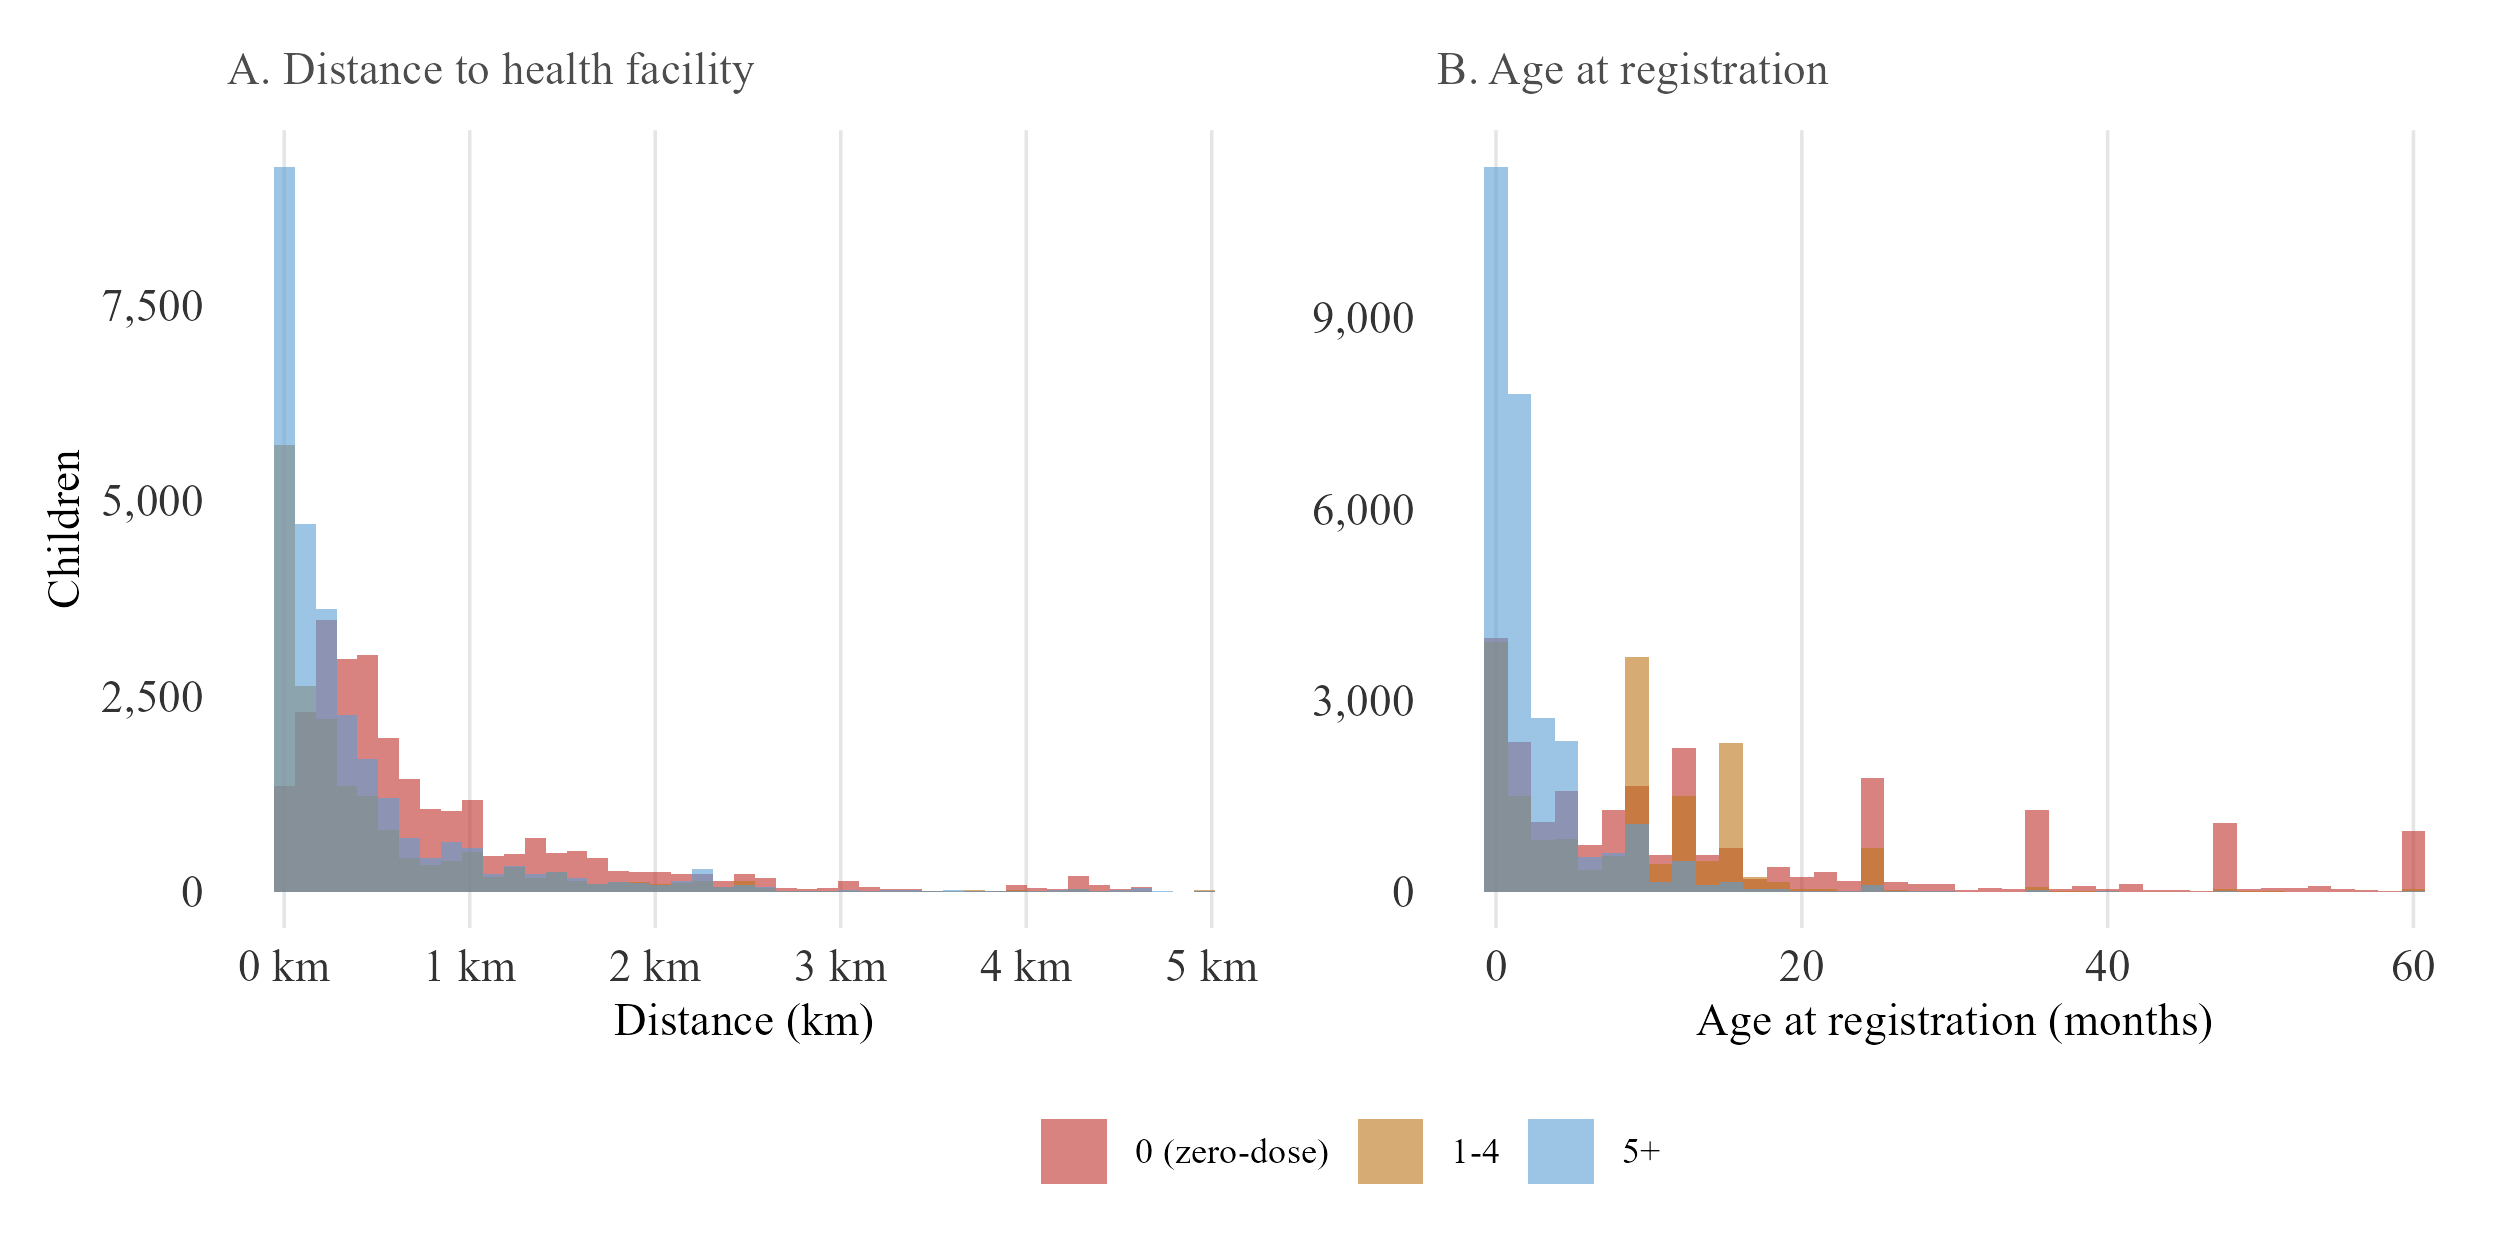 A. Distance to health facility
B. Age at registration
Children
7,500
5,000
2,500
0
0 km 1 km 2 km 3 km 4 km 5 km
Distance (km)
9,000
6,000
3,000
0
0 20 40 60
Age at registration (months)
0 (zero-dose) 1-4 5+